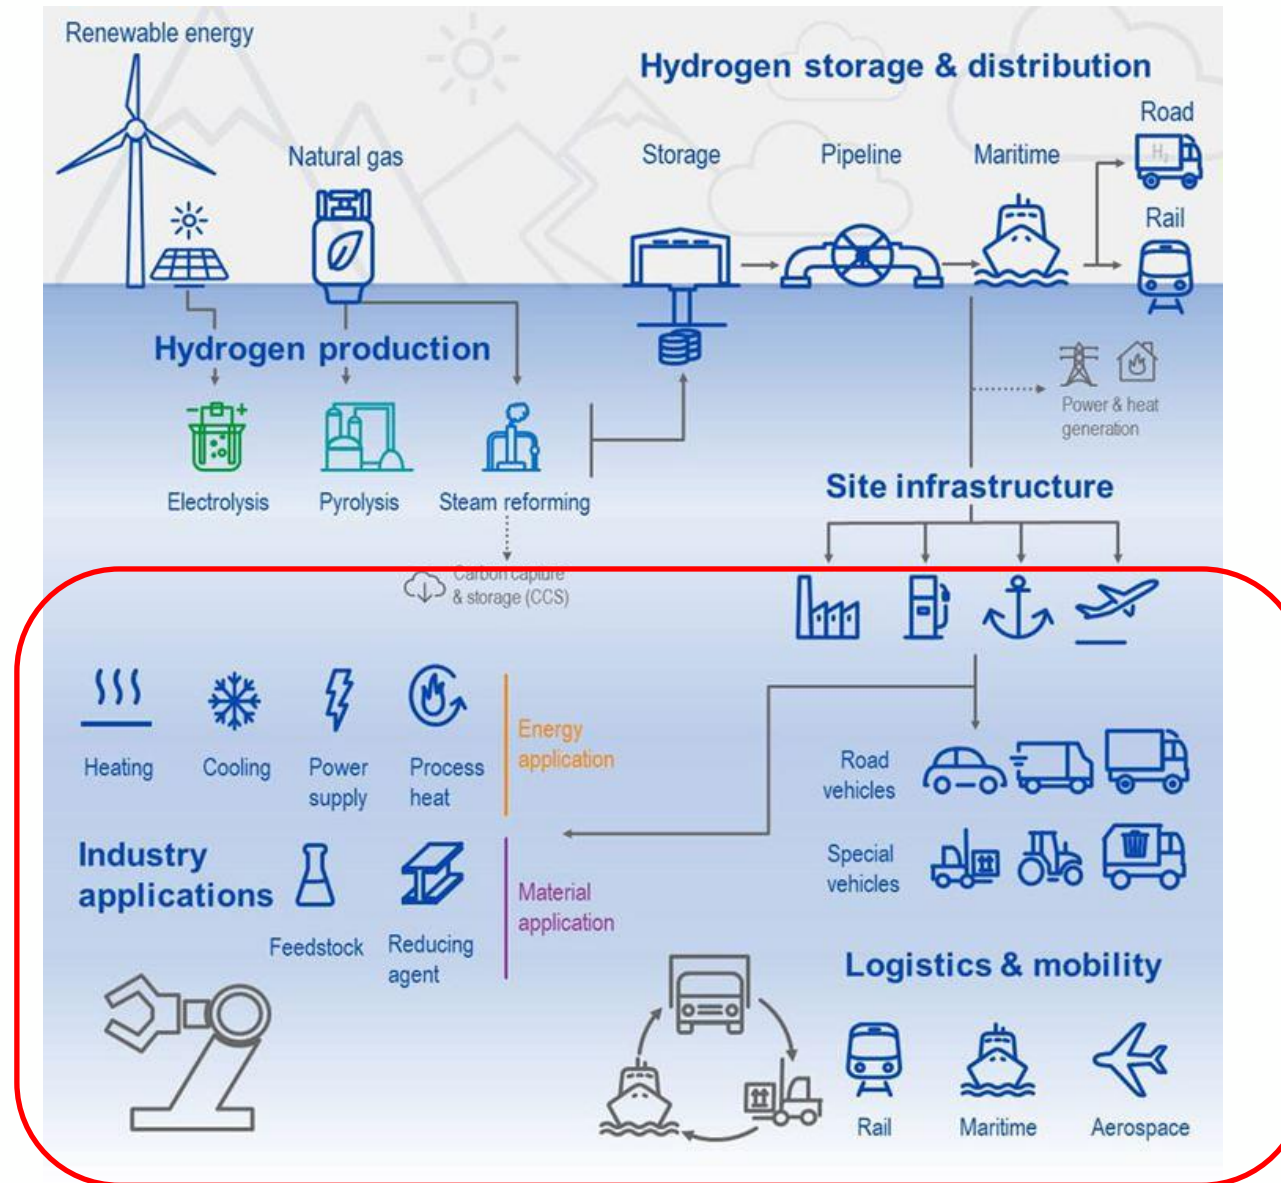 Renewable energy
Hydrogen storage & distribution
Road
Natural gas
Storage
Pipeline
Maritime
H2
Rail
Hydrogen production
Power & heat
generation
Electrolysis
Pyrolysis
Steam reforming
Site infrastructure
Carbon capture
& storage (CCS)
Heating
Cooling
Power
supply
Process
heat
Energy
application
Road
vehicles
Industry
applications
Special
vehicles
Feedstock
Reducing
agent
Material
application
Logistics & mobility
Rail
Maritime
Aerospace